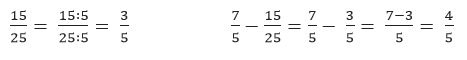 15/25 = 15:5/25:5 = 3/5
7/5 − 15/25 = 7/5 − 3/5 = 7−3/5 = 4/5